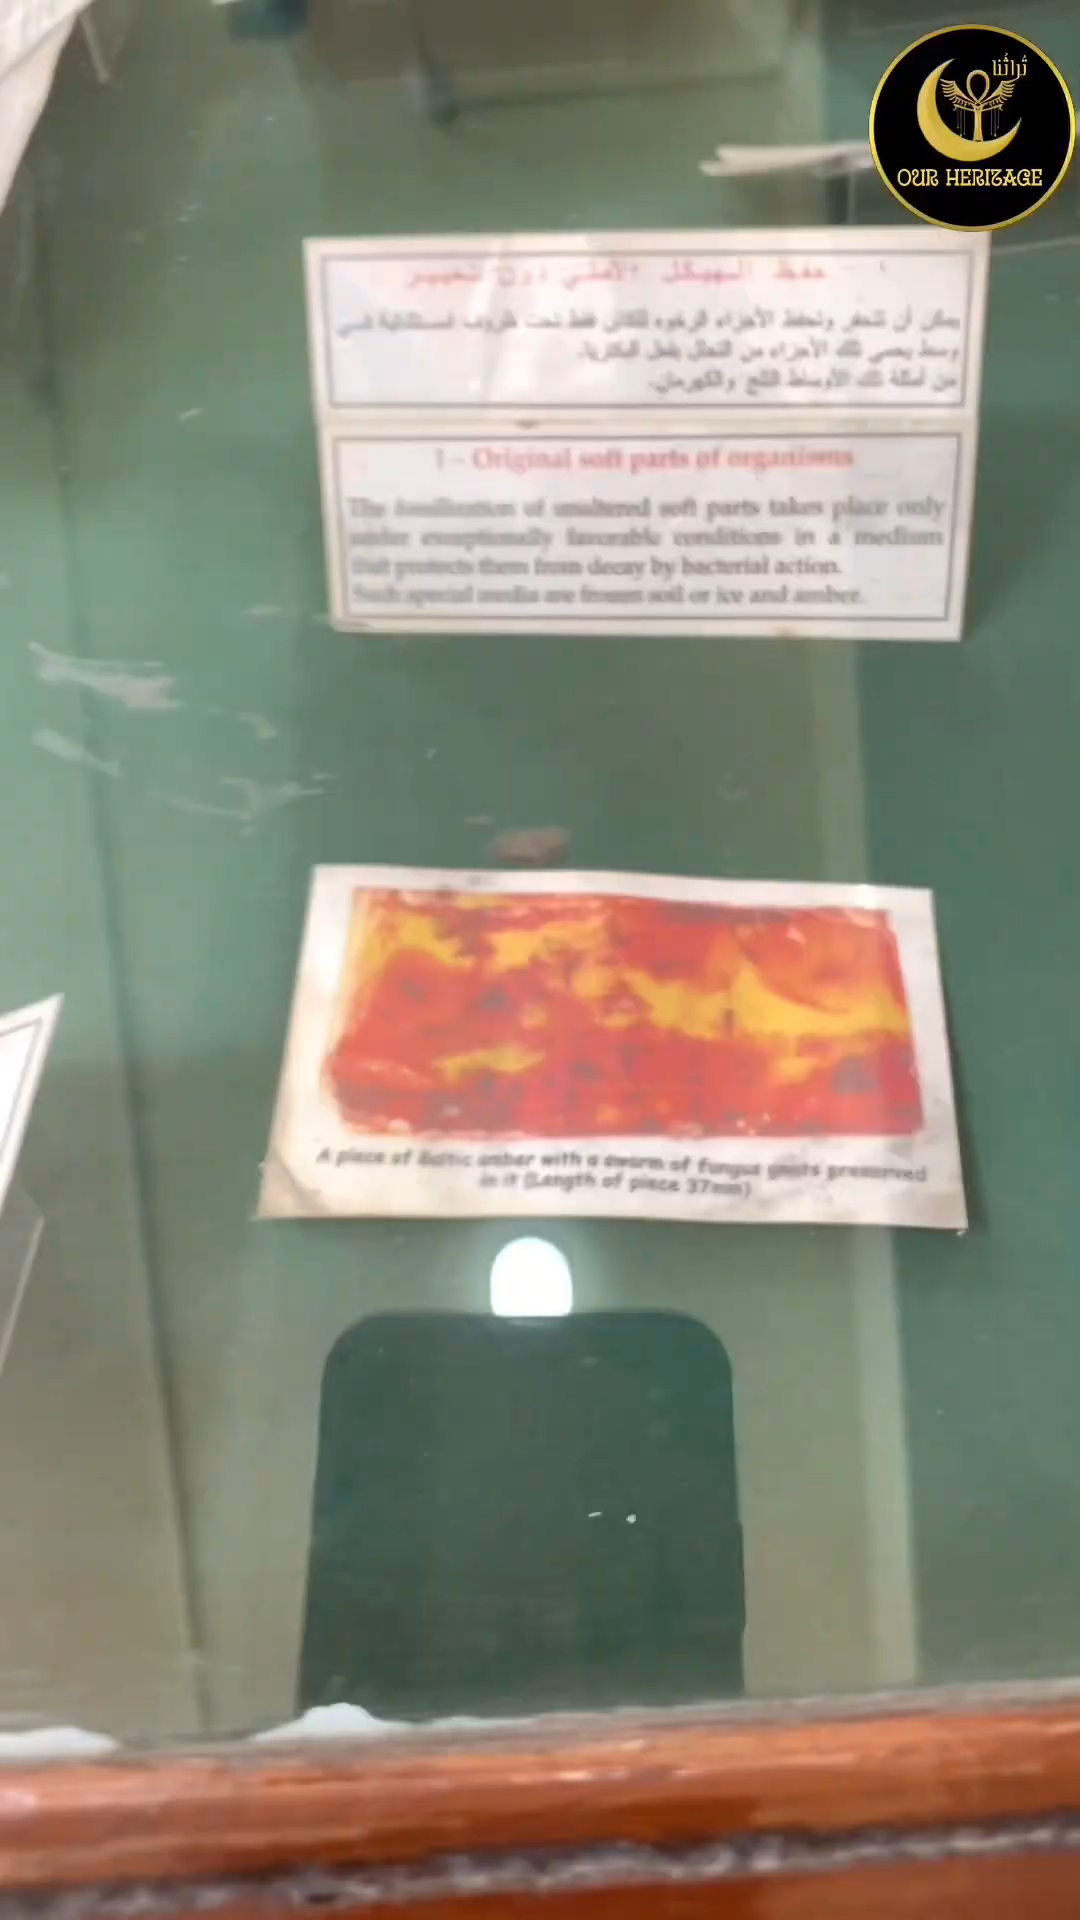 تراثنا
OUR HERITAGE
حفظ الهيكل الأصلي دون تغيير
يمكن أن تتحفر وتحفظ الأجزاء الرخوه للكائن فقط تحت ظروف استثنائية في
وسط يحمى تلك الأجزاء من التحلل بفعل البكتريا.
من أمثلة تلك الأوساط الثلج والكهرمان.
1 - Original soft parts of organisms
The fossilization of unaltered soft parts takes place only
under exceptionally favorable conditions in a medium
that protects them from decay by bacterial action.
Such special media are frozen soil or ice and amber.
A piece of Baltic amber with a swarm of fungus gnats preserved
in it (Length of piece 37mm)